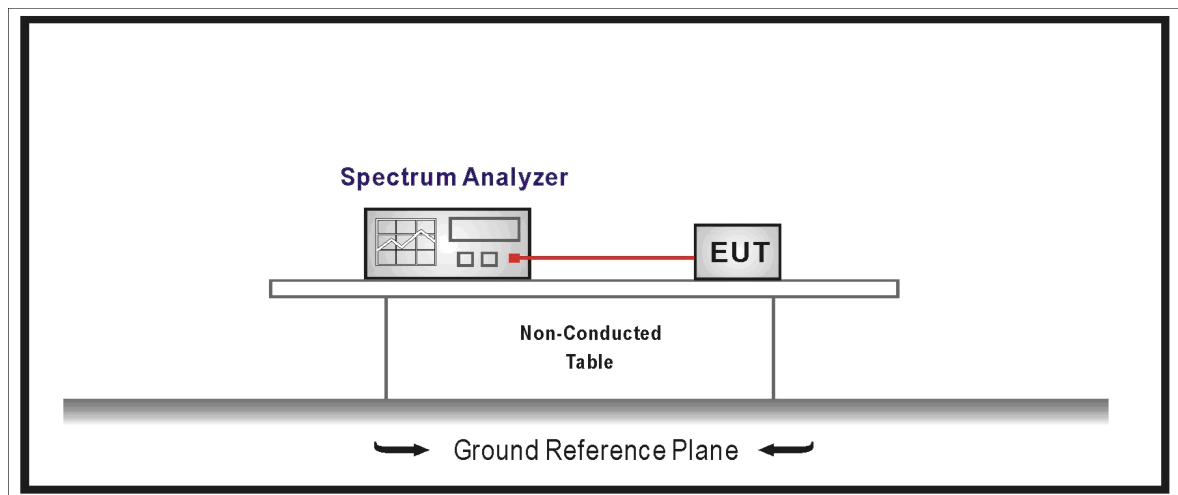 Spectrum Analyzer
EUT
Non-Conducted
Table
Ground Reference Plane